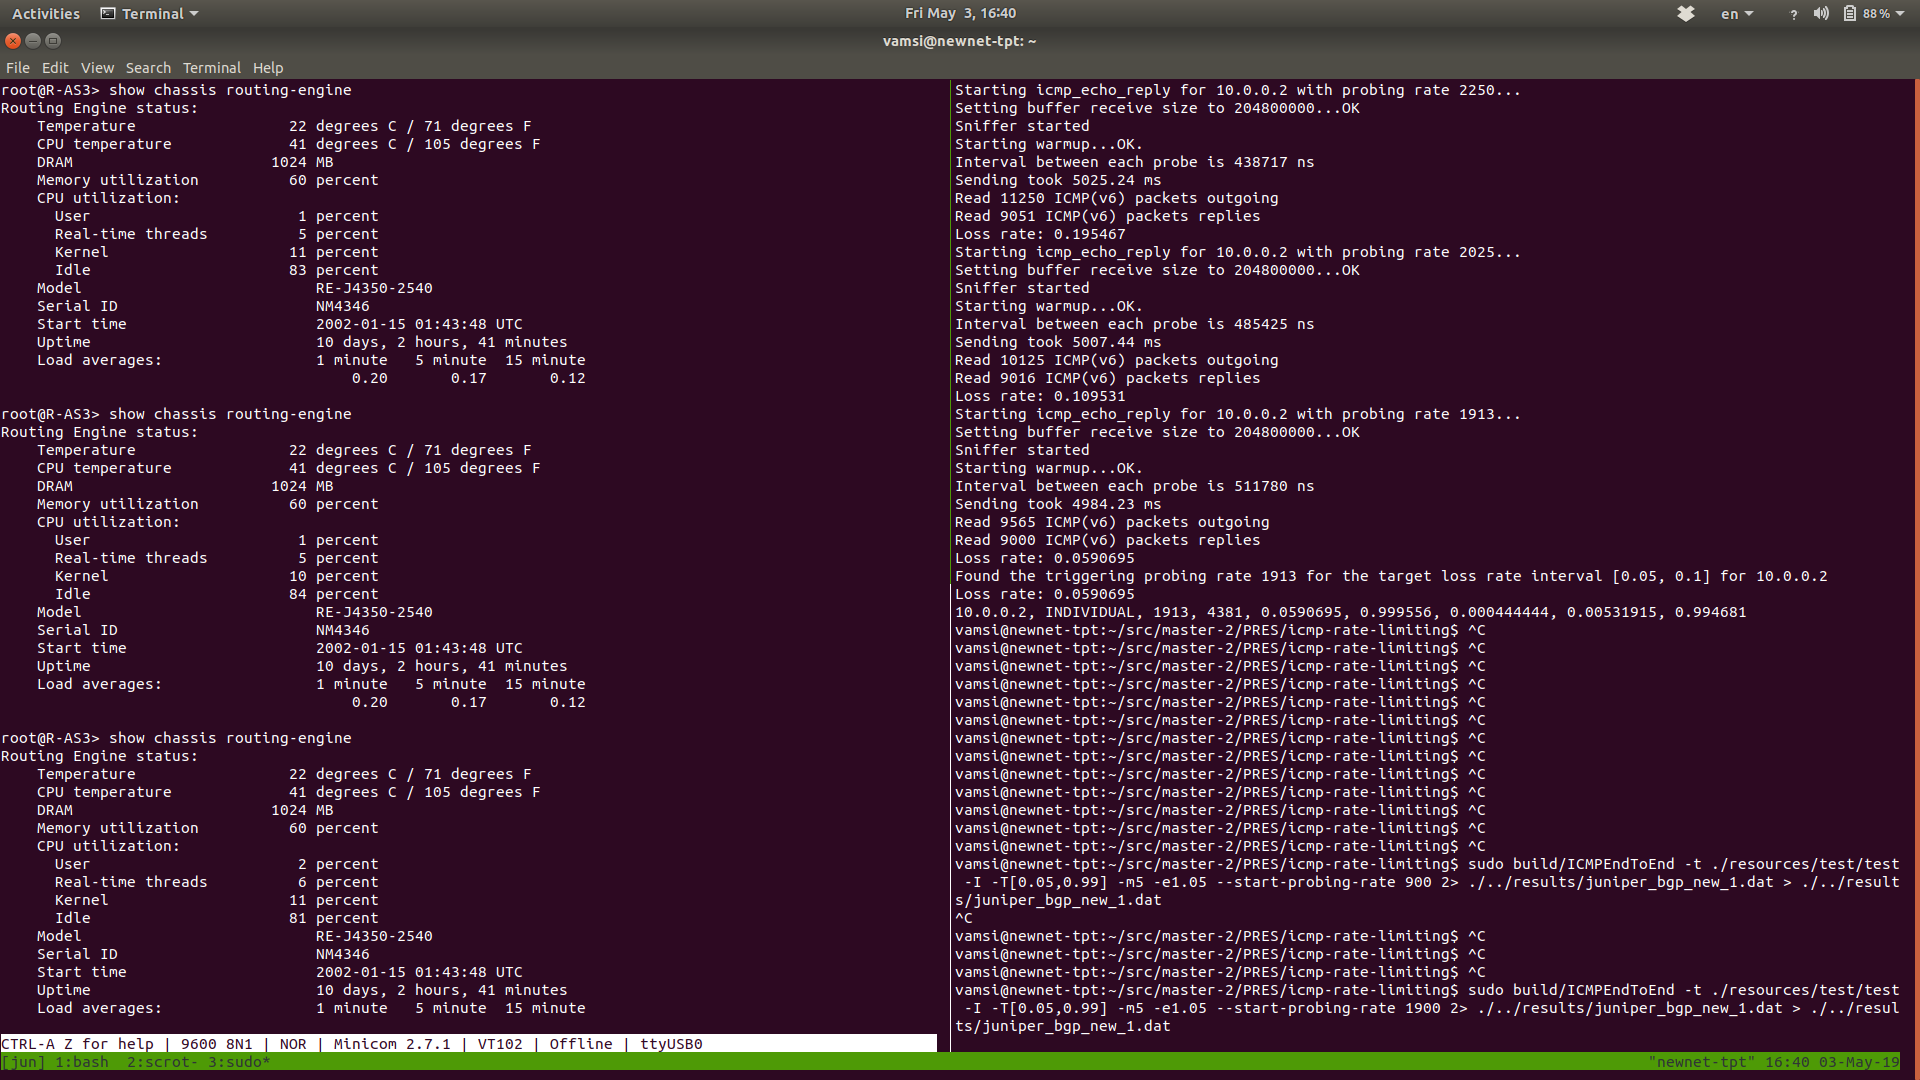 Activities Terminal Fri May 3, 16:40 en ? 88 %
vamsi@newnet-tpt: ~
File Edit View Search Terminal Help
root@R-AS3> show chassis routing-engine
Routing Engine status:
    Temperature                 22 degrees C / 71 degrees F
    CPU temperature             41 degrees C / 105 degrees F
    DRAM                      1024 MB
    Memory utilization          60 percent
    CPU utilization:
      User                       1 percent
      Real-time threads          5 percent
      Kernel                    11 percent
      Idle                      83 percent
    Model                          RE-J4350-2540
    Serial ID                      NM4346
    Start time                     2002-01-15 01:43:48 UTC
    Uptime                         10 days, 2 hours, 41 minutes
    Load averages:                 1 minute   5 minute  15 minute
                                       0.20       0.17       0.12
root@R-AS3> show chassis routing-engine
Routing Engine status:
    Temperature                 22 degrees C / 71 degrees F
    CPU temperature             41 degrees C / 105 degrees F
    DRAM                      1024 MB
    Memory utilization          60 percent
    CPU utilization:
      User                       1 percent
      Real-time threads          5 percent
      Kernel                    10 percent
      Idle                      84 percent
    Model                          RE-J4350-2540
    Serial ID                      NM4346
    Start time                     2002-01-15 01:43:48 UTC
    Uptime                         10 days, 2 hours, 41 minutes
    Load averages:                 1 minute   5 minute  15 minute
                                       0.20       0.17       0.12
root@R-AS3> show chassis routing-engine
Routing Engine status:
    Temperature                 22 degrees C / 71 degrees F
    CPU temperature             41 degrees C / 105 degrees F
    DRAM                      1024 MB
    Memory utilization          60 percent
    CPU utilization:
      User                       2 percent
      Real-time threads          6 percent
      Kernel                    11 percent
      Idle                      81 percent
    Model                          RE-J4350-2540
    Serial ID                      NM4346
    Start time                     2002-01-15 01:43:48 UTC
    Uptime                         10 days, 2 hours, 41 minutes
    Load averages:                 1 minute   5 minute  15 minute
CTRL-A Z for help | 9600 8N1 | NOR | Minicom 2.7.1 | VT102 | Offline | ttyUSB0
Starting icmp_echo_reply for 10.0.0.2 with probing rate 2250...
Setting buffer receive size to 204800000...OK
Sniffer started
Starting warmup...OK.
Interval between each probe is 438717 ns
Sending took 5025.24 ms
Read 11250 ICMP(v6) packets outgoing
Read 9051 ICMP(v6) packets replies
Loss rate: 0.195467
Starting icmp_echo_reply for 10.0.0.2 with probing rate 2025...
Setting buffer receive size to 204800000...OK
Sniffer started
Starting warmup...OK.
Interval between each probe is 485425 ns
Sending took 5007.44 ms
Read 10125 ICMP(v6) packets outgoing
Read 9016 ICMP(v6) packets replies
Loss rate: 0.109531
Starting icmp_echo_reply for 10.0.0.2 with probing rate 1913...
Setting buffer receive size to 204800000...OK
Sniffer started
Starting warmup...OK.
Interval between each probe is 511780 ns
Sending took 4984.23 ms
Read 9565 ICMP(v6) packets outgoing
Read 9000 ICMP(v6) packets replies
Loss rate: 0.0590695
Found the triggering probing rate 1913 for the target loss rate interval [0.05, 0.1] for 10.0.0.2
Loss rate: 0.0590695
10.0.0.2, INDIVIDUAL, 1913, 4381, 0.0590695, 0.999556, 0.000444444, 0.00531915, 0.994681
vamsi@newnet-tpt:~/src/master-2/PRES/icmp-rate-limiting$ ^C
vamsi@newnet-tpt:~/src/master-2/PRES/icmp-rate-limiting$ ^C
vamsi@newnet-tpt:~/src/master-2/PRES/icmp-rate-limiting$ ^C
vamsi@newnet-tpt:~/src/master-2/PRES/icmp-rate-limiting$ ^C
vamsi@newnet-tpt:~/src/master-2/PRES/icmp-rate-limiting$ ^C
vamsi@newnet-tpt:~/src/master-2/PRES/icmp-rate-limiting$ ^C
vamsi@newnet-tpt:~/src/master-2/PRES/icmp-rate-limiting$ ^C
vamsi@newnet-tpt:~/src/master-2/PRES/icmp-rate-limiting$ ^C
vamsi@newnet-tpt:~/src/master-2/PRES/icmp-rate-limiting$ ^C
vamsi@newnet-tpt:~/src/master-2/PRES/icmp-rate-limiting$ ^C
vamsi@newnet-tpt:~/src/master-2/PRES/icmp-rate-limiting$ ^C
vamsi@newnet-tpt:~/src/master-2/PRES/icmp-rate-limiting$ ^C
vamsi@newnet-tpt:~/src/master-2/PRES/icmp-rate-limiting$ ^C
vamsi@newnet-tpt:~/src/master-2/PRES/icmp-rate-limiting$ sudo build/ICMPEndToEnd -t ./resources/test/test
 -I -T[0.05,0.99] -m5 -e1.05 --start-probing-rate 900 2> ./../results/juniper_bgp_new_1.dat > ./../result
s/juniper_bgp_new_1.dat
^C
vamsi@newnet-tpt:~/src/master-2/PRES/icmp-rate-limiting$ ^C
vamsi@newnet-tpt:~/src/master-2/PRES/icmp-rate-limiting$ ^C
vamsi@newnet-tpt:~/src/master-2/PRES/icmp-rate-limiting$ ^C
vamsi@newnet-tpt:~/src/master-2/PRES/icmp-rate-limiting$ sudo build/ICMPEndToEnd -t ./resources/test/test
 -I -T[0.05,0.99] -m5 -e1.05 --start-probing-rate 1900 2> ./../results/juniper_bgp_new_1.dat > ./../resul
ts/juniper_bgp_new_1.dat
[jun] 1:bash  2:scrot- 3:sudo* "newnet-tpt" 16:40 03-May-19